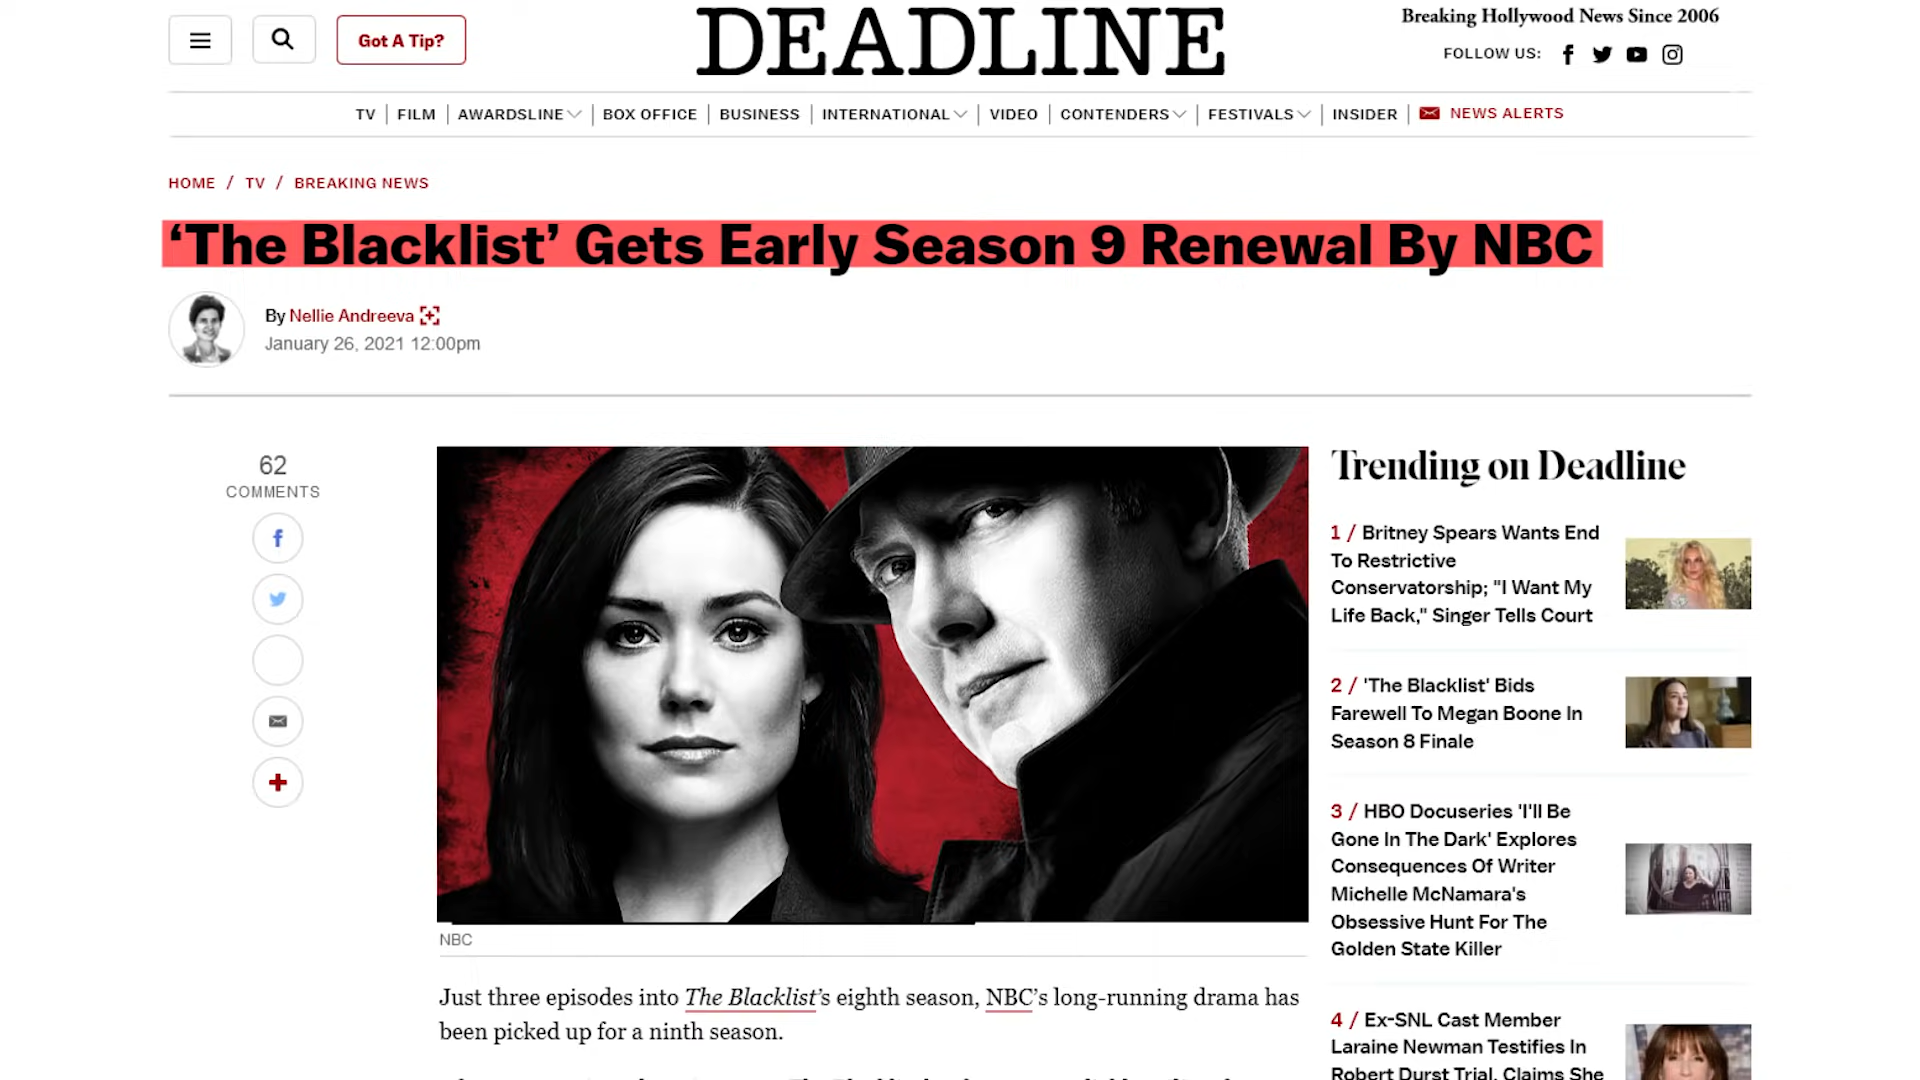 Got A Tip?
DEADLINE
Breaking Hollywood News Since 2006
FOLLOW US:
TV | FILM | AWARDSLINE | BOX OFFICE | BUSINESS | INTERNATIONAL | VIDEO | CONTENDERS | FESTIVALS | INSIDER | NEWS ALERTS
HOME / TV / BREAKING NEWS
‘The Blacklist’ Gets Early Season 9 Renewal By NBC
By Nellie Andreeva
January 26, 2021 12:00pm
62
COMMENTS
NBC
Just three episodes into The Blacklist’s eighth season, NBC’s long-running drama has
been picked up for a ninth season.
Trending on Deadline
1 / Britney Spears Wants End
To Restrictive
Conservatorship; "I Want My
Life Back," Singer Tells Court
2 / 'The Blacklist' Bids
Farewell To Megan Boone In
Season 8 Finale
3 / HBO Docuseries 'I'll Be
Gone In The Dark' Explores
Consequences Of Writer
Michelle McNamara's
Obsessive Hunt For The
Golden State Killer
4 / Ex-SNL Cast Member
Laraine Newman Testifies In
Robert Durst Trial, Claims She